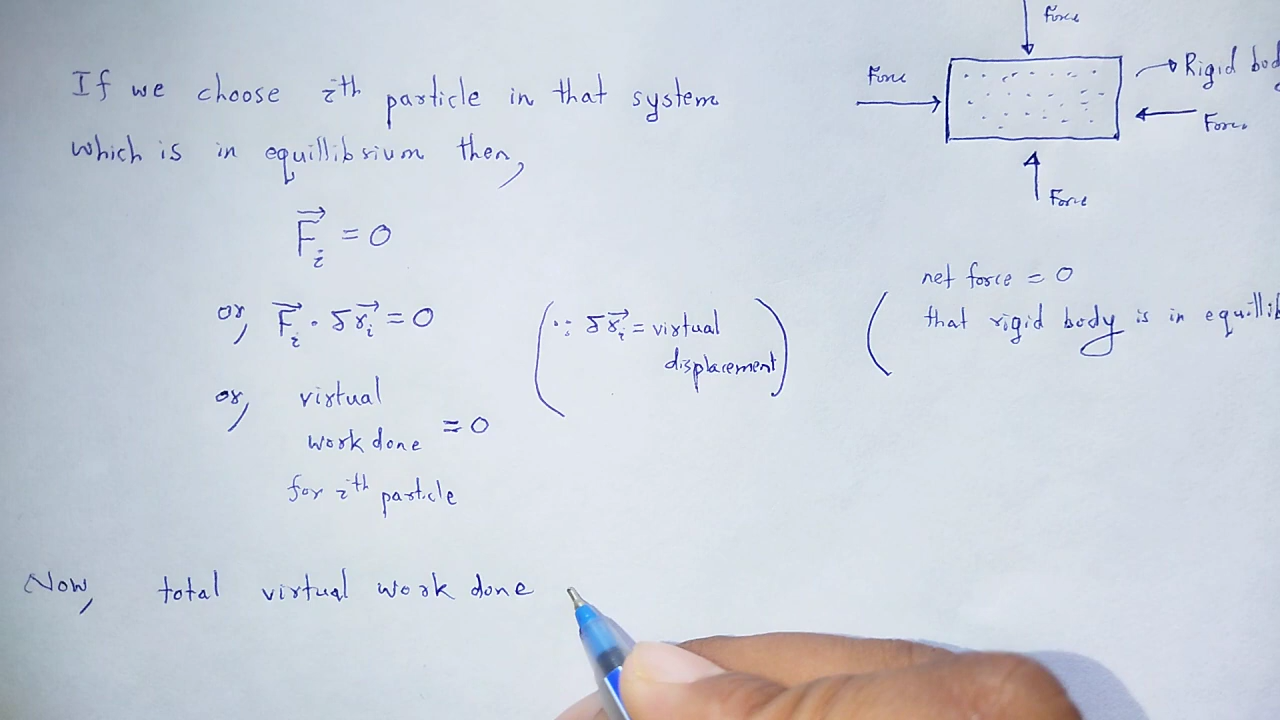 Force
Force
Rigid bod
Force
Force
If we choose ith particle in that system
which is in equillibrium then,
F⃗i = 0
or, F⃗i . δr⃗i = 0
(∵ δr⃗i = virtual
displacement)
net force = 0
(that rigid body is in equillib
or, virtual
work done = 0
for ith particle
Now, total virtual work done